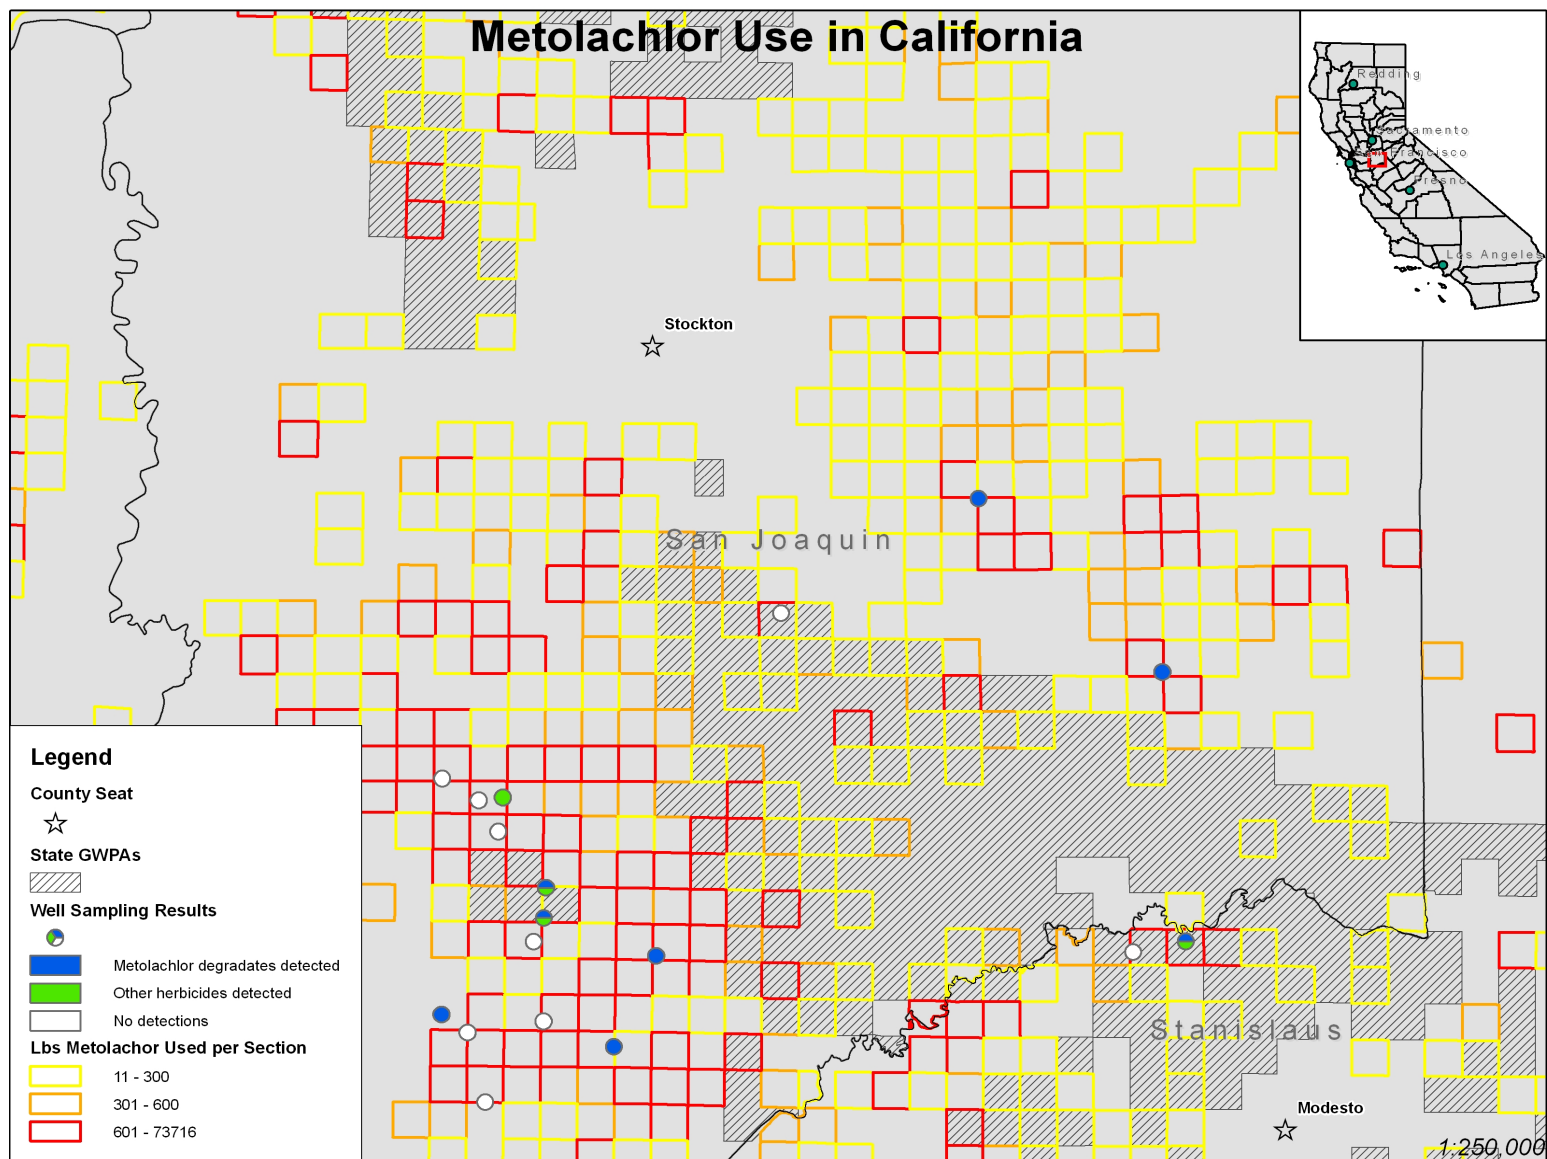 Metolachlor Use in California
Redding
Sacramento
San Francisco
Fresno
Los Angeles
Stockton
San Joaquin
Stanislaus
Modesto
1:250,000
Legend
County Seat
State GWPAs
Well Sampling Results
Metolachlor degradates detected
Other herbicides detected
No detections
Lbs Metolachor Used per Section
11 - 300
301 - 600
601 - 73716